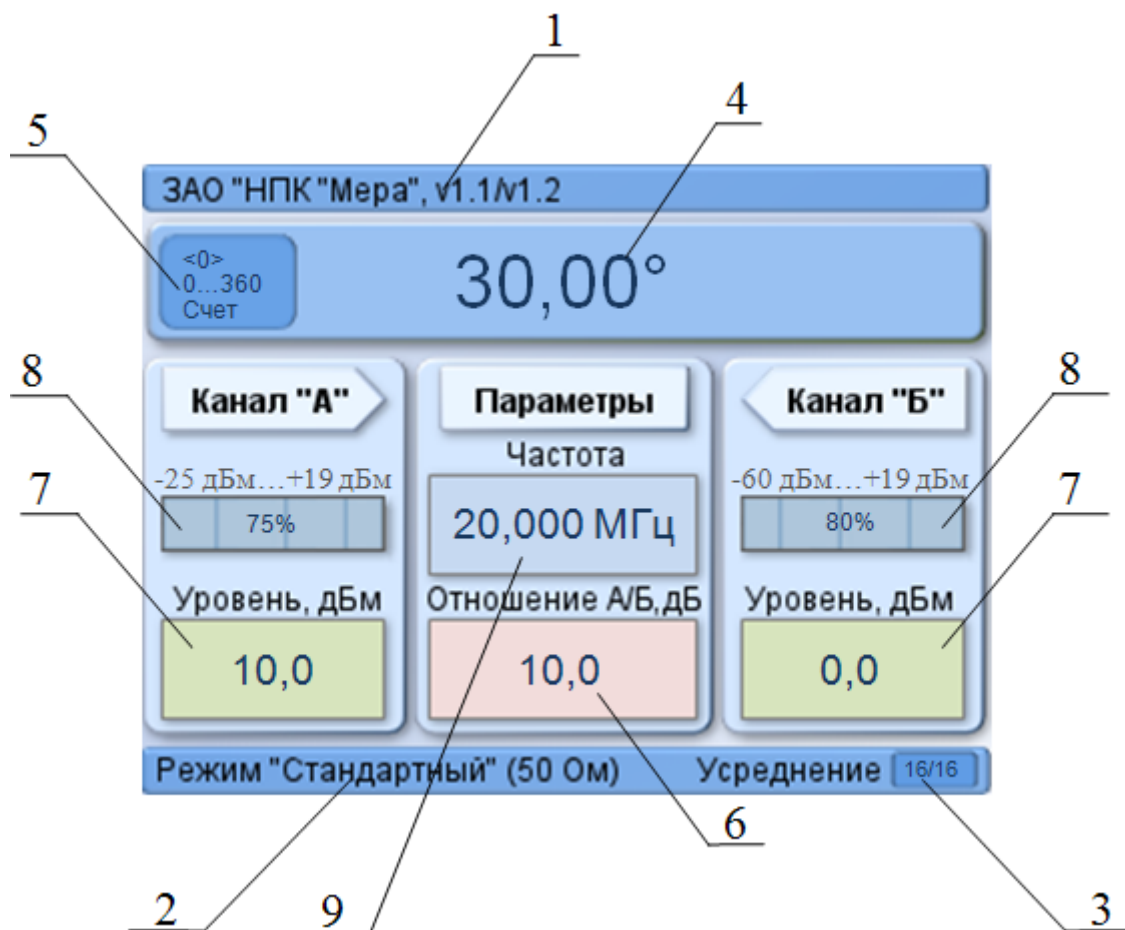 1
4
5
ЗАО "НПК "Мера", v1.1/v1.2
<0>
0...360
Счет
30,00°
8
8
Канал "А"
Параметры
Канал "Б"
Частота
-25 дБм...+19 дБм
-60 дБм...+19 дБм
7
7
75%
20,000 МГц
80%
Уровень, дБм
Отношение А/Б,дБ
Уровень, дБм
10,0
10,0
0,0
Режим "Стандартный" (50 Ом)
Усреднение 16/16
6
2
9
3